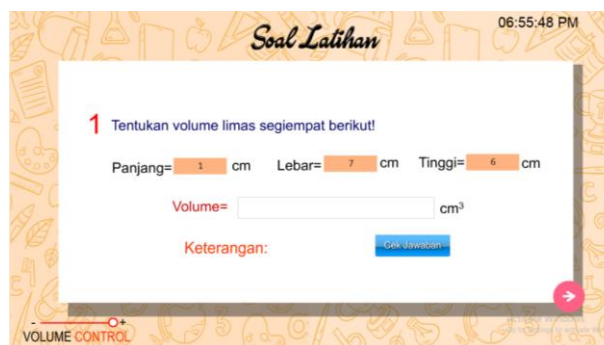 Soal Latihan
06:55:48 PM
1 Tentukan volume limas segiempat berikut!
Panjang= 1 cm Lebar= 7 cm Tinggi= 6 cm
Volume= cm³
Keterangan: Cek Jawaban
- +
VOLUME CONTROL